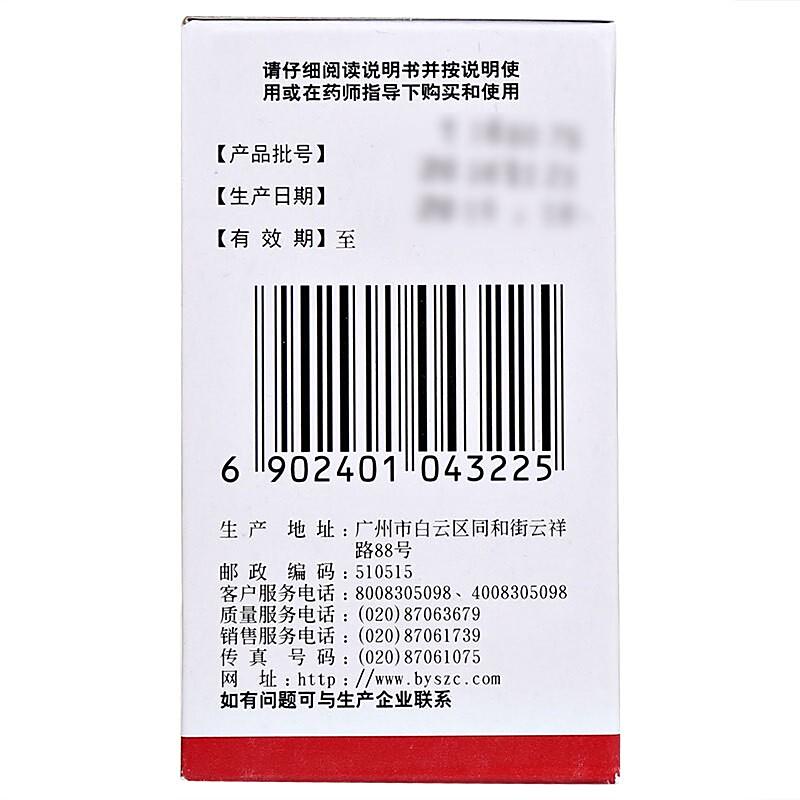 请仔细阅读说明书并按说明使
用或在药师指导下购买和使用
【产品批号】
【生产日期】
【有 效 期】至
6 902401 043225
生 产 地 址：广州市白云区同和街云祥
路88号
邮 政 编 码：510515
客户服务电话：8008305098、4008305098
质量服务电话：(020)87063679
销售服务电话：(020)87061739
传 真 号 码：(020)87061075
网 址：http：//www.byszc.com
如有问题可与生产企业联系